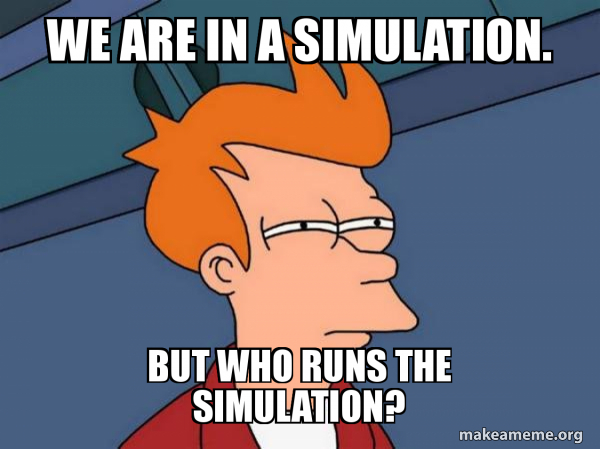 WE ARE IN A SIMULATION.
BUT WHO RUNS THE
SIMULATION?
makeameme.org